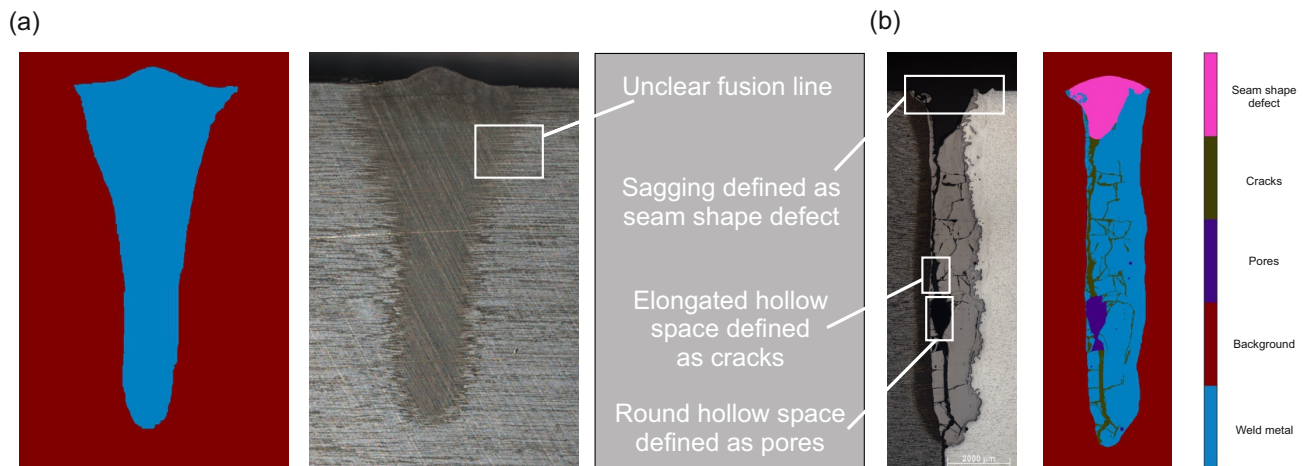 (a)
(b)
Unclear fusion line
Sagging defined as
seam shape defect
Elongated hollow
space defined
as cracks
Round hollow space
defined as pores
2000 µm
Seam shape
defect
Cracks
Pores
Background
Weld metal